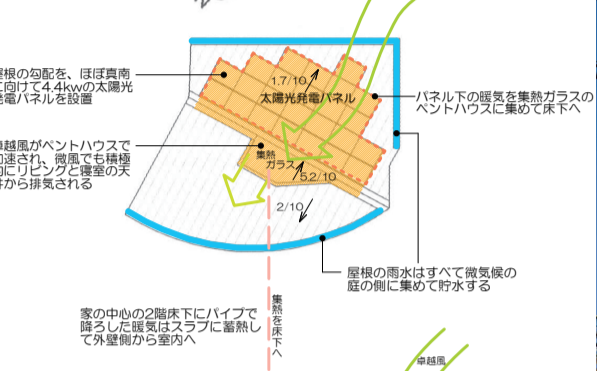 1.7/10
太陽光発電パネル
根の勾配を、ほぼ真南
向けて4.4kwの太陽光
電パネルを設置
パネル下の暖気を集熱ガラスの
ペントハウスに集めて床下へ
越風がペントハウスで
速され、微風でも積極
にリビングと寝室の天
から排気される
集熱
ガラス
5.2/10
2/10
屋根の雨水はすべて微気候の
庭の側に集めて貯水する
家の中心の2階床下にパイプで
降ろした暖気はスラブに蓄熱し
て外壁側から室内へ
集熱を床下へ
卓越風